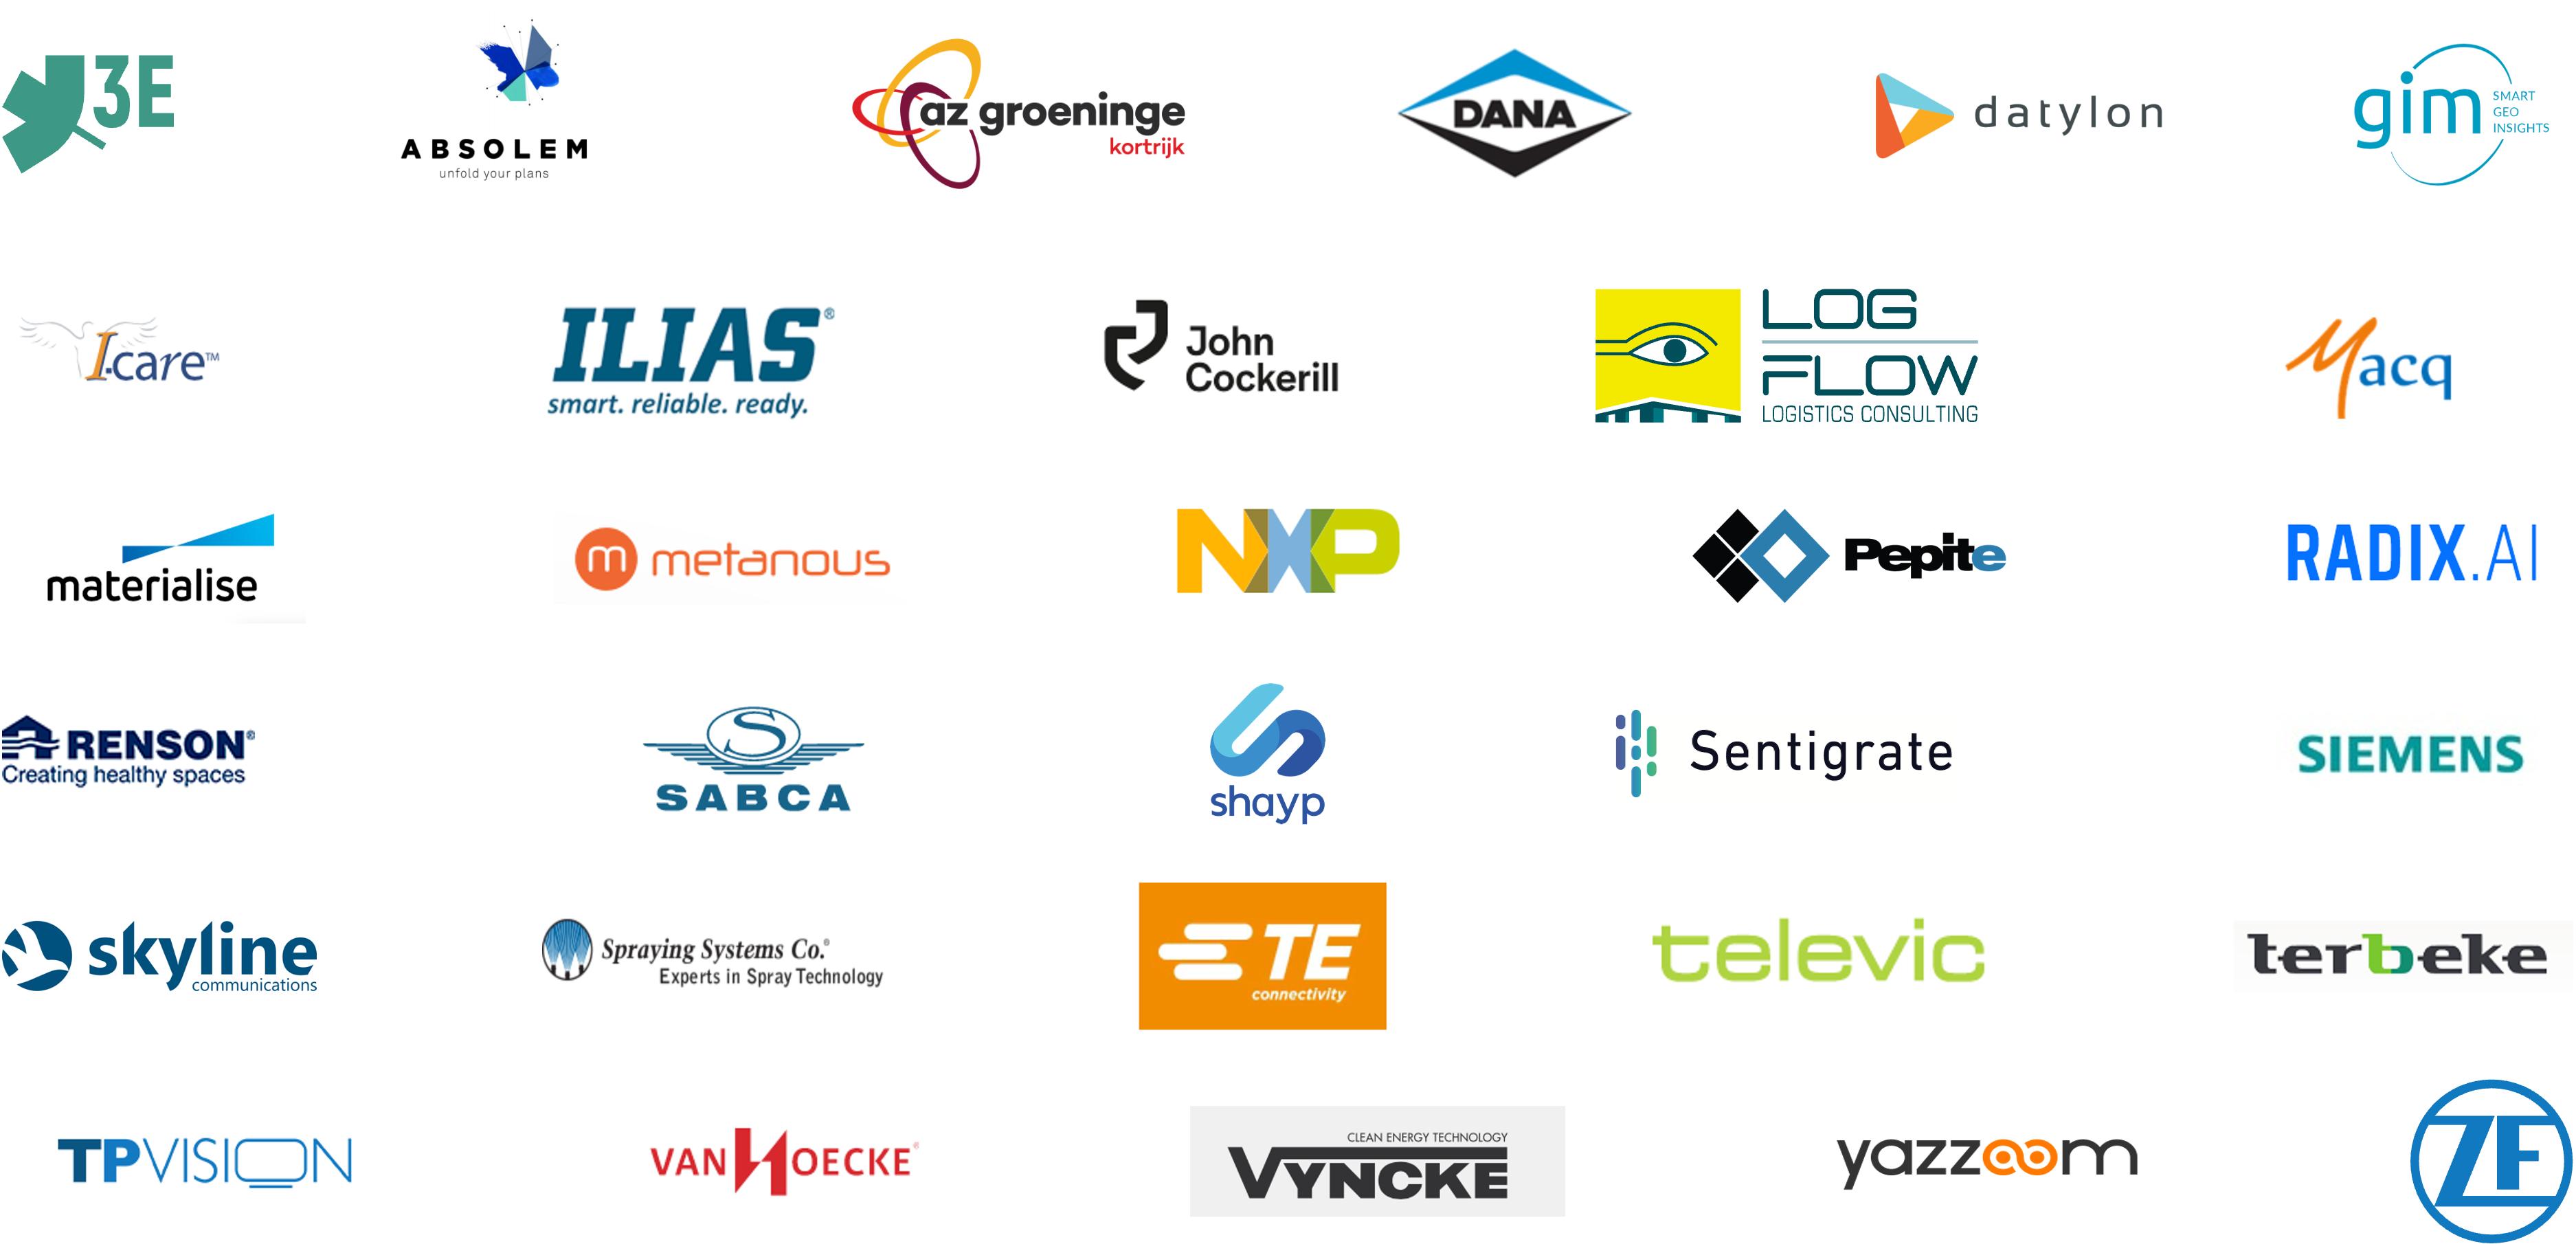 3E
ABSOLEM
unfold your plans
az groeninge
kortrijk
DANA
datylon
gim
SMART
GEO
INSIGHTS
I-care™
ILIAS®
smart. reliable. ready.
John
Cockerill
LOG
FLOW
LOGISTICS CONSULTING
Macq
materialise
m metanous
NXP
Pepite
RADIX.AI
RENSON®
Creating healthy spaces
S
SABCA
shayp
Sentigrate
SIEMENS
skyline
communications
Spraying Systems Co.®
Experts in Spray Technology
TE
connectivity
televic
terbeke
TPVISION
VAN HOECKE®
CLEAN ENERGY TECHNOLOGY
VYNCKE
yazzoom
ZF